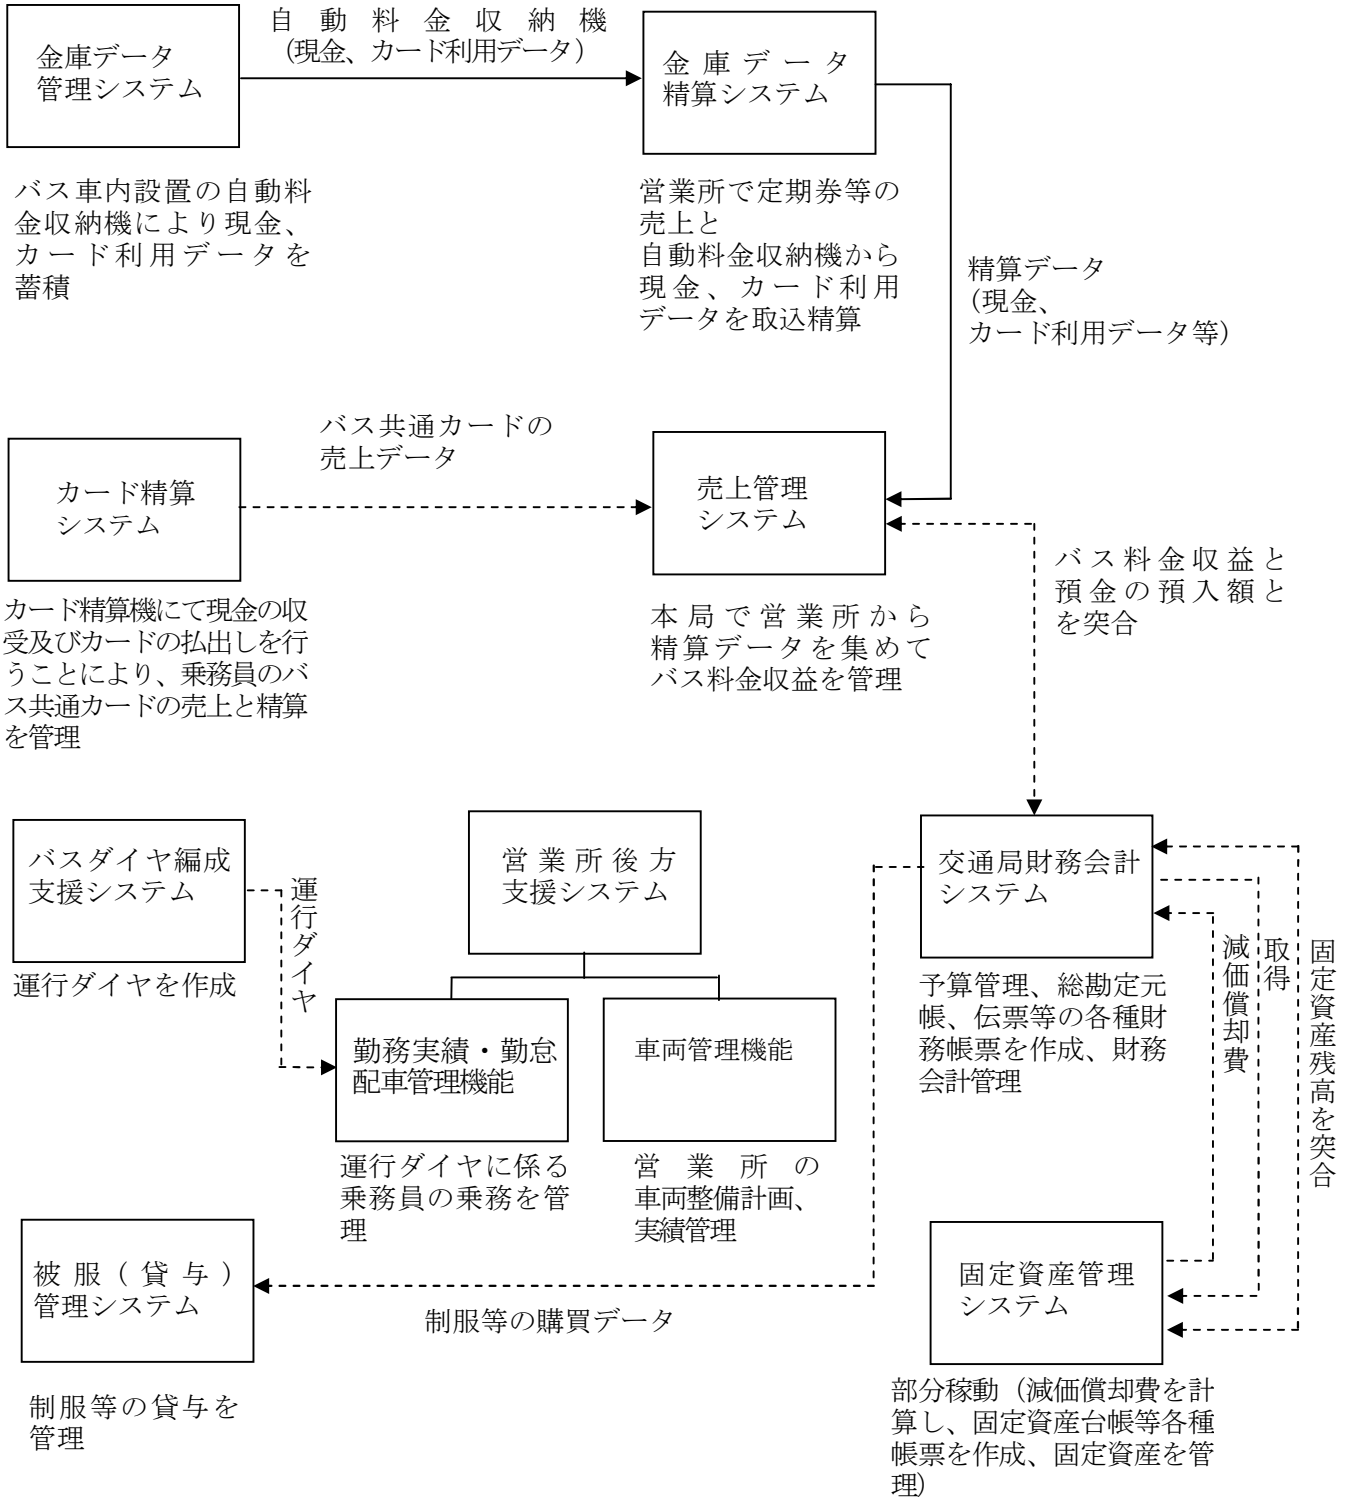 自動料金収納機
（現金、カード利用データ）
金庫データ
管理システム
金庫データ
精算システム
バス車内設置の自動料
金収納機により現金、
カード利用データを
蓄積
営業所で定期券等の
売上と
自動料金収納機から
現金、カード利用
データを取込精算
精算データ
（現金、
カード利用データ等）
バス共通カードの
売上データ
カード精算
システム
売上管理
システム
カード精算機にて現金の収
受及びカードの払出しを行
うことにより、乗務員のバ
ス共通カードの売上と精算
を管理
本局で営業所から
精算データを集めて
バス料金収益を管理
バス料金収益と
預金の預入額と
を突合
バスダイヤ編成
支援システム
運行ダイヤを作成
運行ダイヤ
営業所後方
支援システム
勤務実績・勤怠
配車管理機能
車両管理機能
運行ダイヤに係る
乗務員の乗務を管
理
営業所の
車両整備計画、
実績管理
交通局財務会計
システム
予算管理、総勘定元
帳、伝票等の各種財
務帳票を作成、財務
会計管理
減価償却費
取得
固定資産残高を突合
被服（貸与）
管理システム
制服等の購買データ
制服等の貸与を
管理
固定資産管理
システム
部分稼動（減価償却費を計
算し、固定資産台帳等各種
帳票を作成、固定資産を管
理）